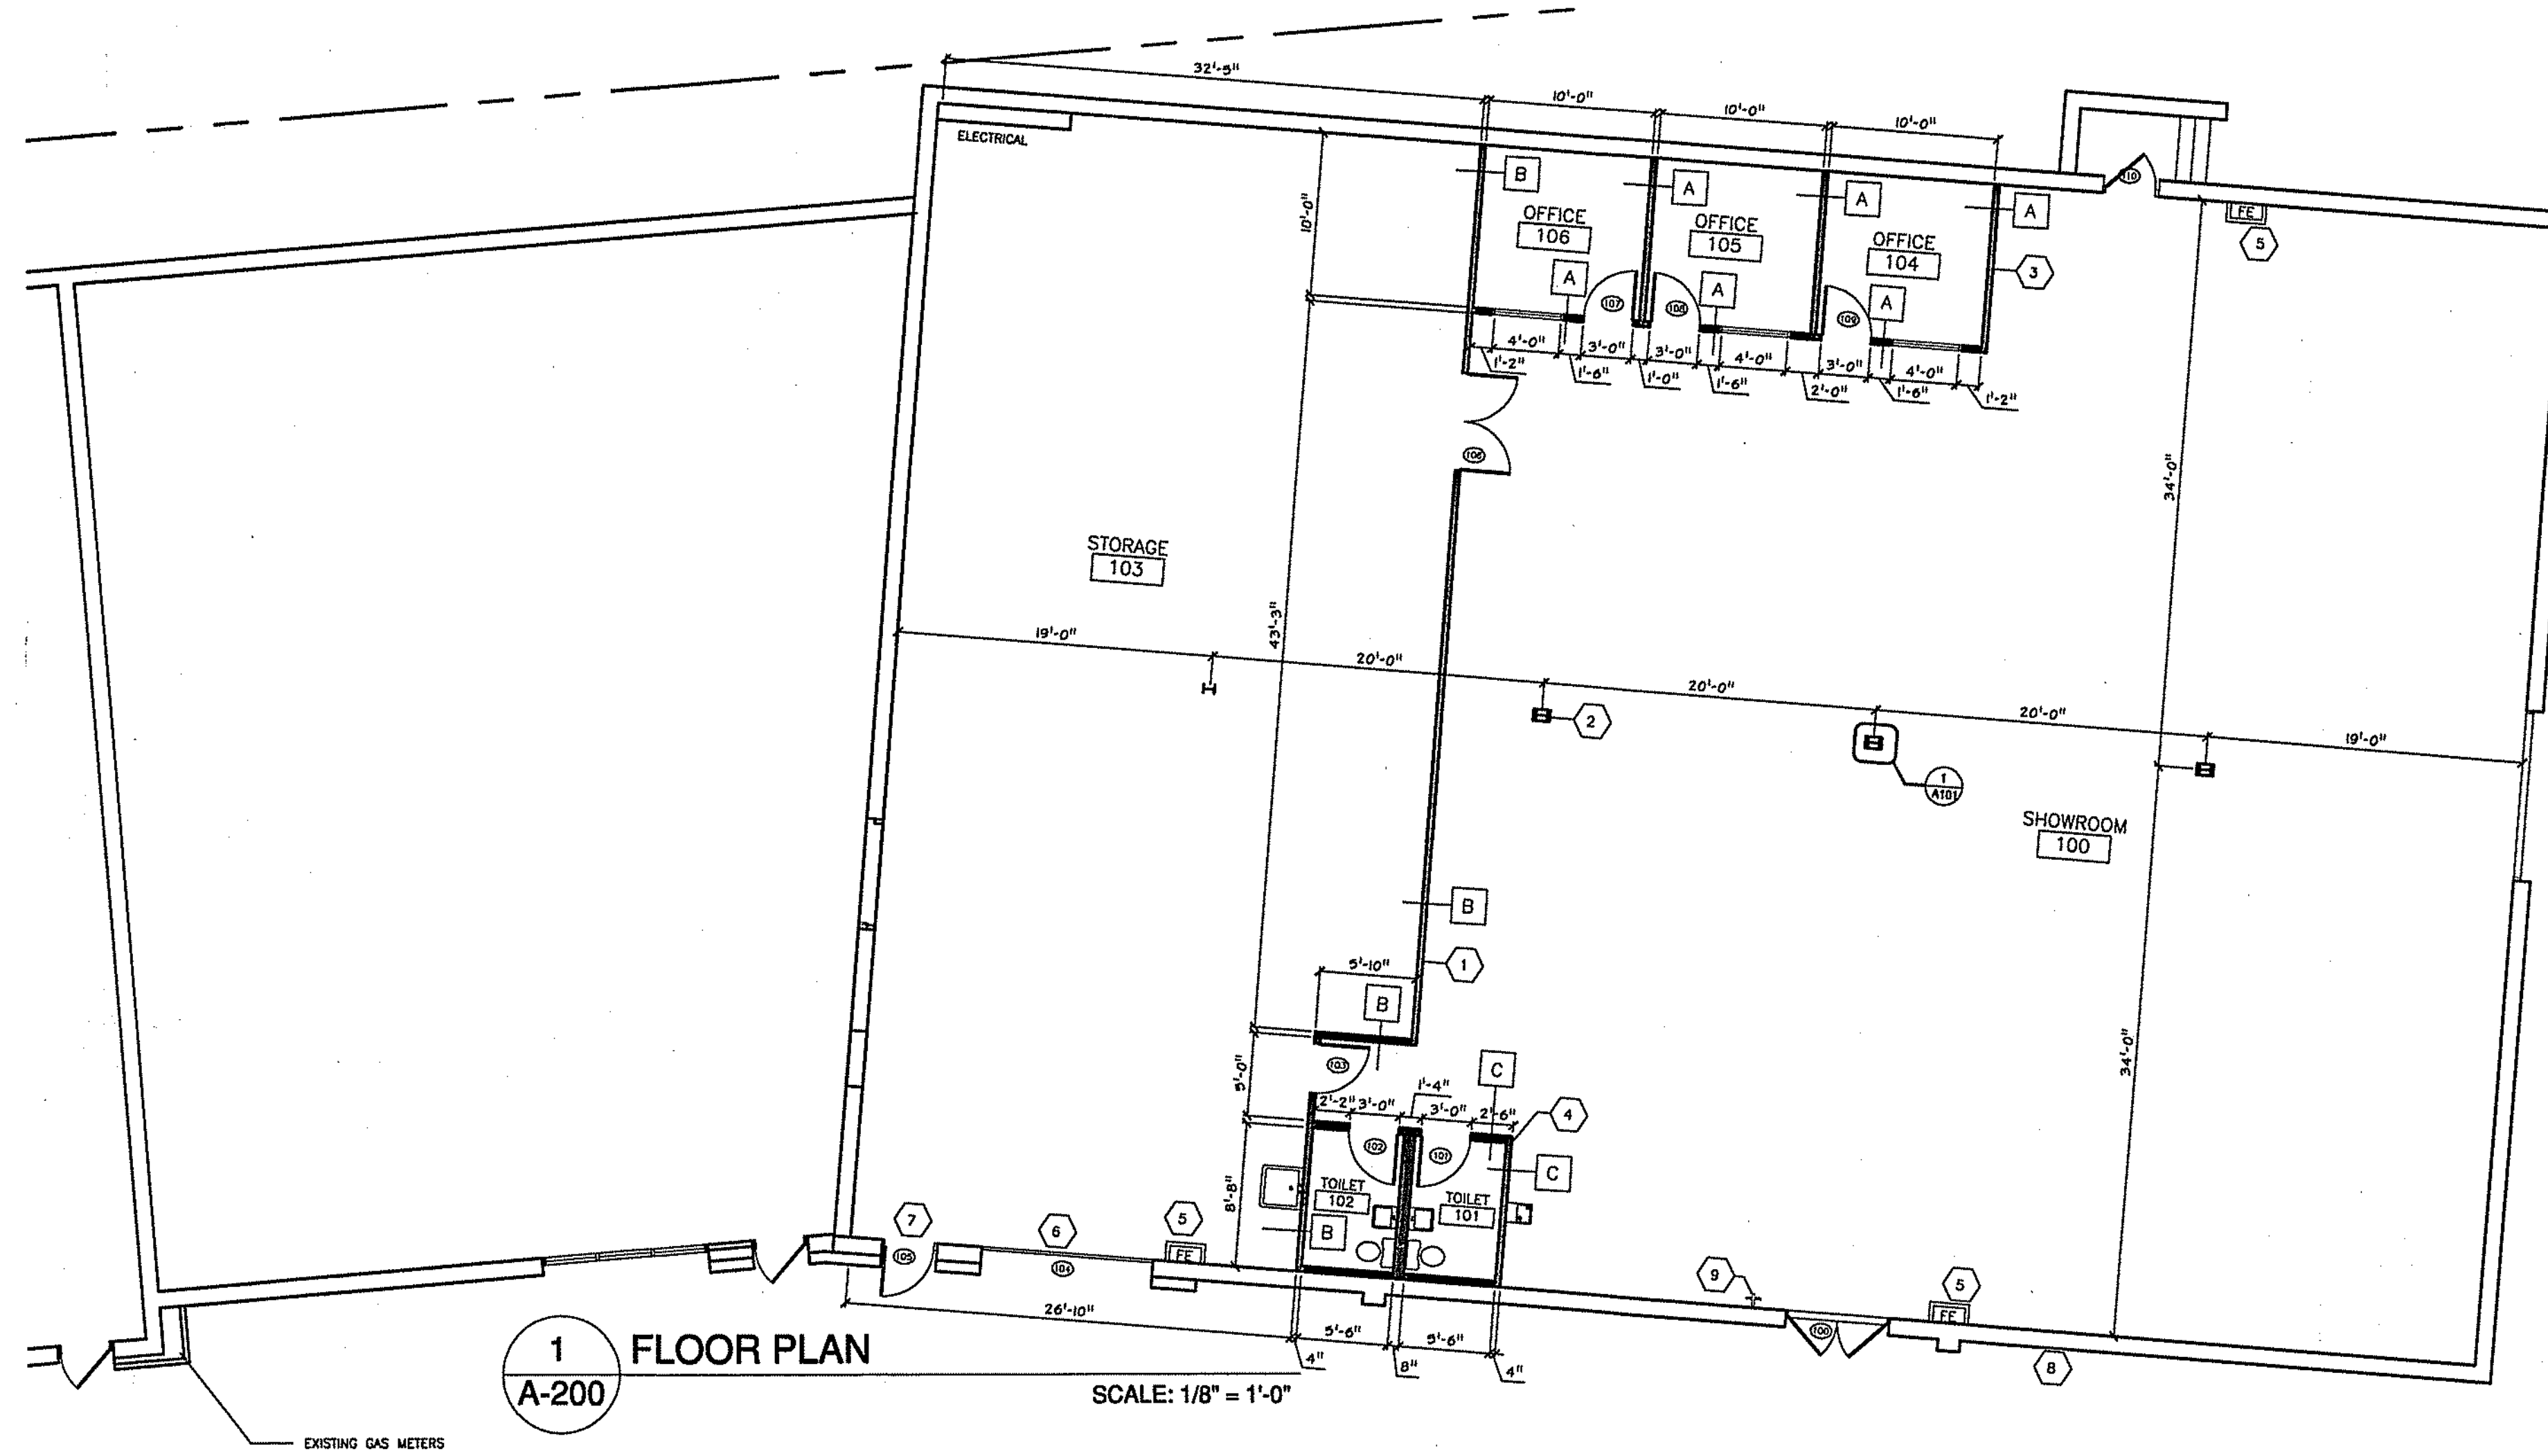 32'-5"
10'-0"
10'-0"
10'-0"
ELECTRICAL
B
A
A
A
110
FE
5
10'-0"
OFFICE
106
OFFICE
105
OFFICE
104
3
A
A
A
107
108
109
4'-0"
3'-0"
3'-0"
4'-0"
3'-0"
4'-0"
1'-2"
1'-6"
1'-0"
1'-6"
2'-0"
1'-6"
1'-2"
106
34'-0"
STORAGE
103
43'-3"
19'-0"
20'-0"
20'-0"
20'-0"
19'-0"
2
1
A101
SHOWROOM
100
B
1
5'-10"
B
103
5'-0"
34'-0"
C
1'-4"
2'-2"
3'-0"
3'-0"
2'-6"
4
102
101
C
8'-8"
TOILET
102
TOILET
101
B
7
6
5
105
104
FE
9
5
FE
100
8
26'-10"
5'-6"
5'-6"
4"
8"
4"
1
A-200
FLOOR PLAN
SCALE: 1/8" = 1'-0"
EXISTING GAS METERS